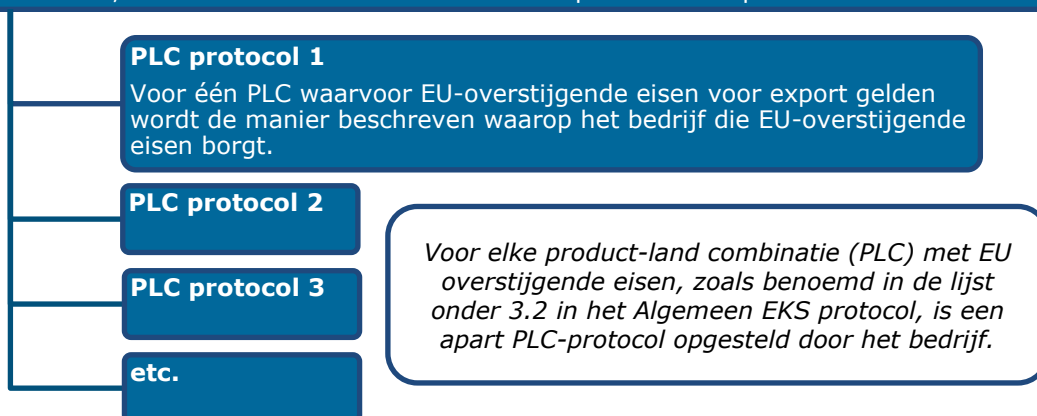 PLC protocol 1
Voor één PLC waarvoor EU-overstijgende eisen voor export gelden
wordt de manier beschreven waarop het bedrijf die EU-overstijgende
eisen borgt.
PLC protocol 2
Voor elke product-land combinatie (PLC) met EU
overstijgende eisen, zoals benoemd in de lijst
onder 3.2 in het Algemeen EKS protocol, is een
apart PLC-protocol opgesteld door het bedrijf.
PLC protocol 3
etc.